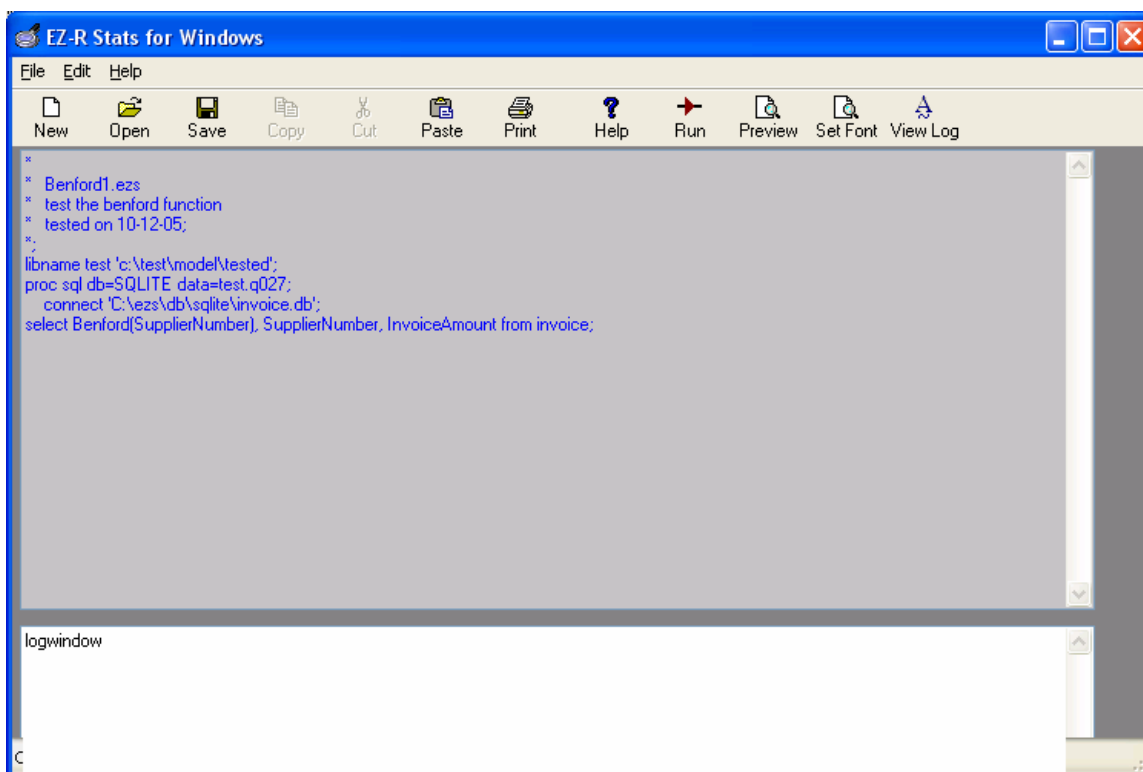 EZ-R Stats for Windows
File Edit Help
New Open Save Copy Cut Paste Print Help Run Preview Set Font View Log
*
* Benford1.ezs
* test the benford function
* tested on 10-12-05;
*;
libname test 'c:\test\model\tested';
proc sql db=SQLITE data=test.q027;
connect 'C:\ezs\db\sqlite\invoice.db';
select Benford(SupplierNumber), SupplierNumber, InvoiceAmount from invoice;
logwindow